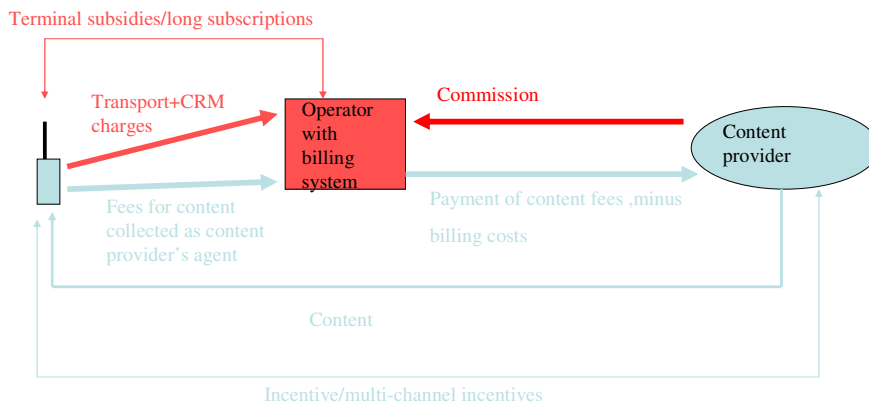 Terminal subsidies/long subscriptions
Transport+CRM
charges
Operator
with
billing
system
Commission
Content
provider
Fees for content
collected as content
provider's agent
Payment of content fees ,minus
billing costs
Content
Incentive/multi-channel incentives